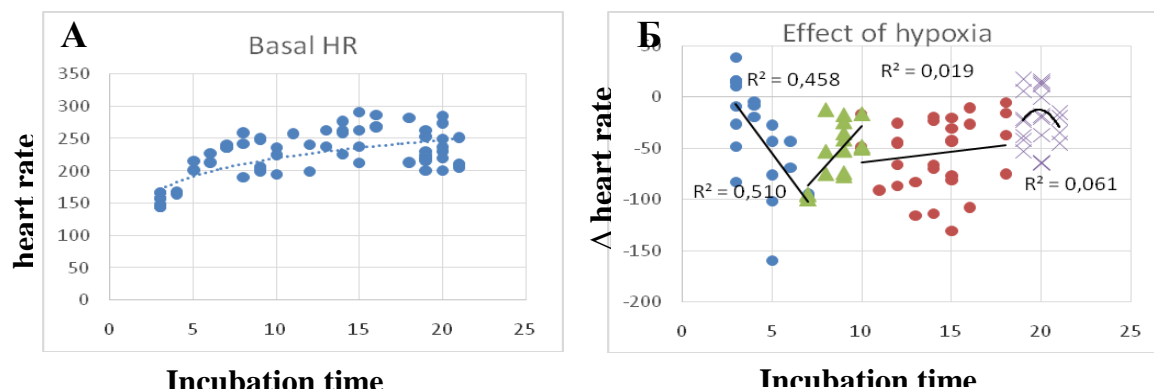 А
Basal HR
350
300
250
200
150
100
50
0
0 5 10 15 20 25
heart rate
Incubation time
Б
Effect of hypoxia
50
0
-50
-100
-150
-200
0 5 10 15 20 25
R² = 0,458
R² = 0,019
R² = 0,510
R² = 0,061
Δ heart rate
Incubation time